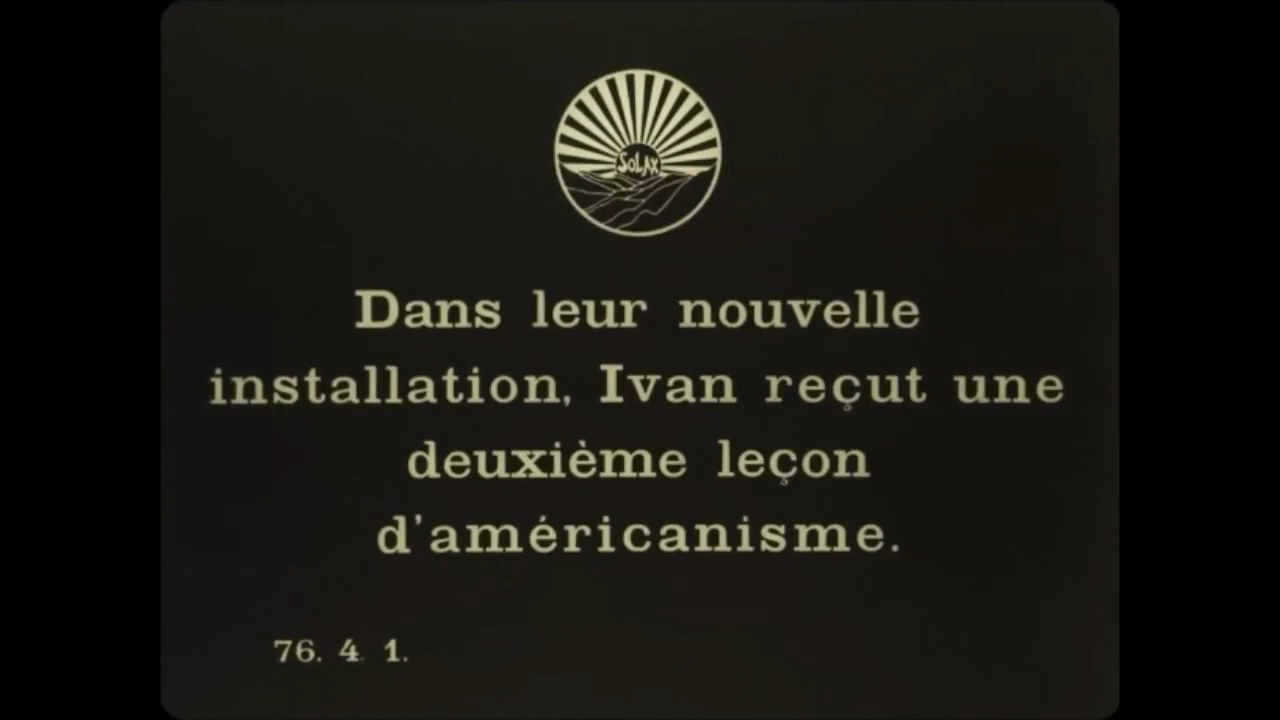 SOLAX
Dans leur nouvelle
installation, Ivan reçut une
deuxième leçon
d'américanisme.
76. 4. 1.